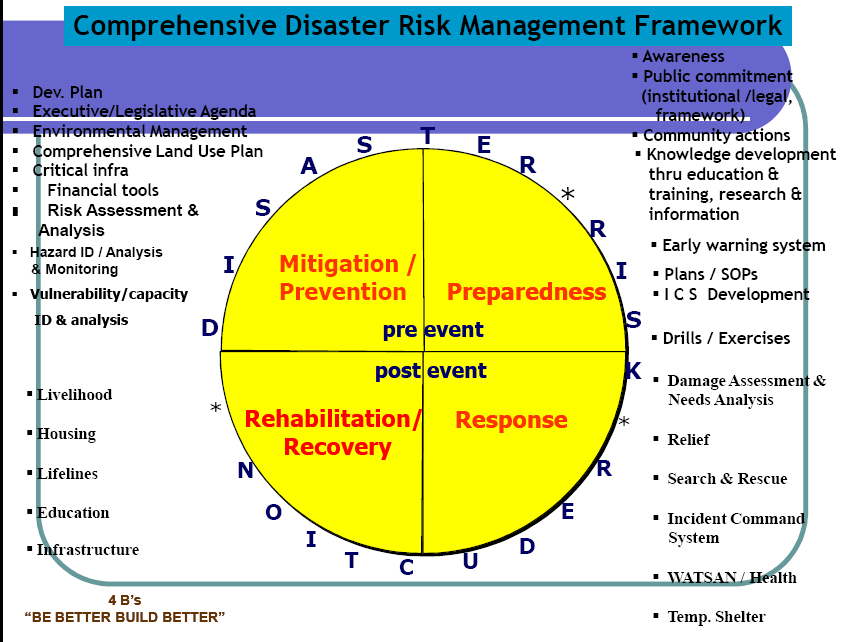 Comprehensive Disaster Risk Management Framework
▪ Dev. Plan
▪ Executive/Legislative Agenda
▪ Environmental Management
▪ Comprehensive Land Use Plan
▪ Critical infra
▪ Financial tools
▪ Risk Assessment &
Analysis
▪ Hazard ID / Analysis
& Monitoring
▪ Vulnerability/capacity
ID & analysis
▪ Awareness
▪ Public commitment
(institutional /legal,
framework)
▪ Community actions
▪ Knowledge development
thru education &
training, research &
information
▪ Early warning system
▪ Plans / SOPs
▪ I C S Development
▪ Drills / Exercises
D I S A S T E R * R I S K * R E D U C T I O N *
Mitigation /
Prevention
Preparedness
pre event
post event
Rehabilitation/
Recovery
Response
▪ Livelihood
▪ Housing
▪ Lifelines
▪ Education
▪ Infrastructure
▪ Damage Assessment &
Needs Analysis
▪ Relief
▪ Search & Rescue
▪ Incident Command
System
▪ WATSAN / Health
▪ Temp. Shelter
4 B's
“BE BETTER BUILD BETTER”